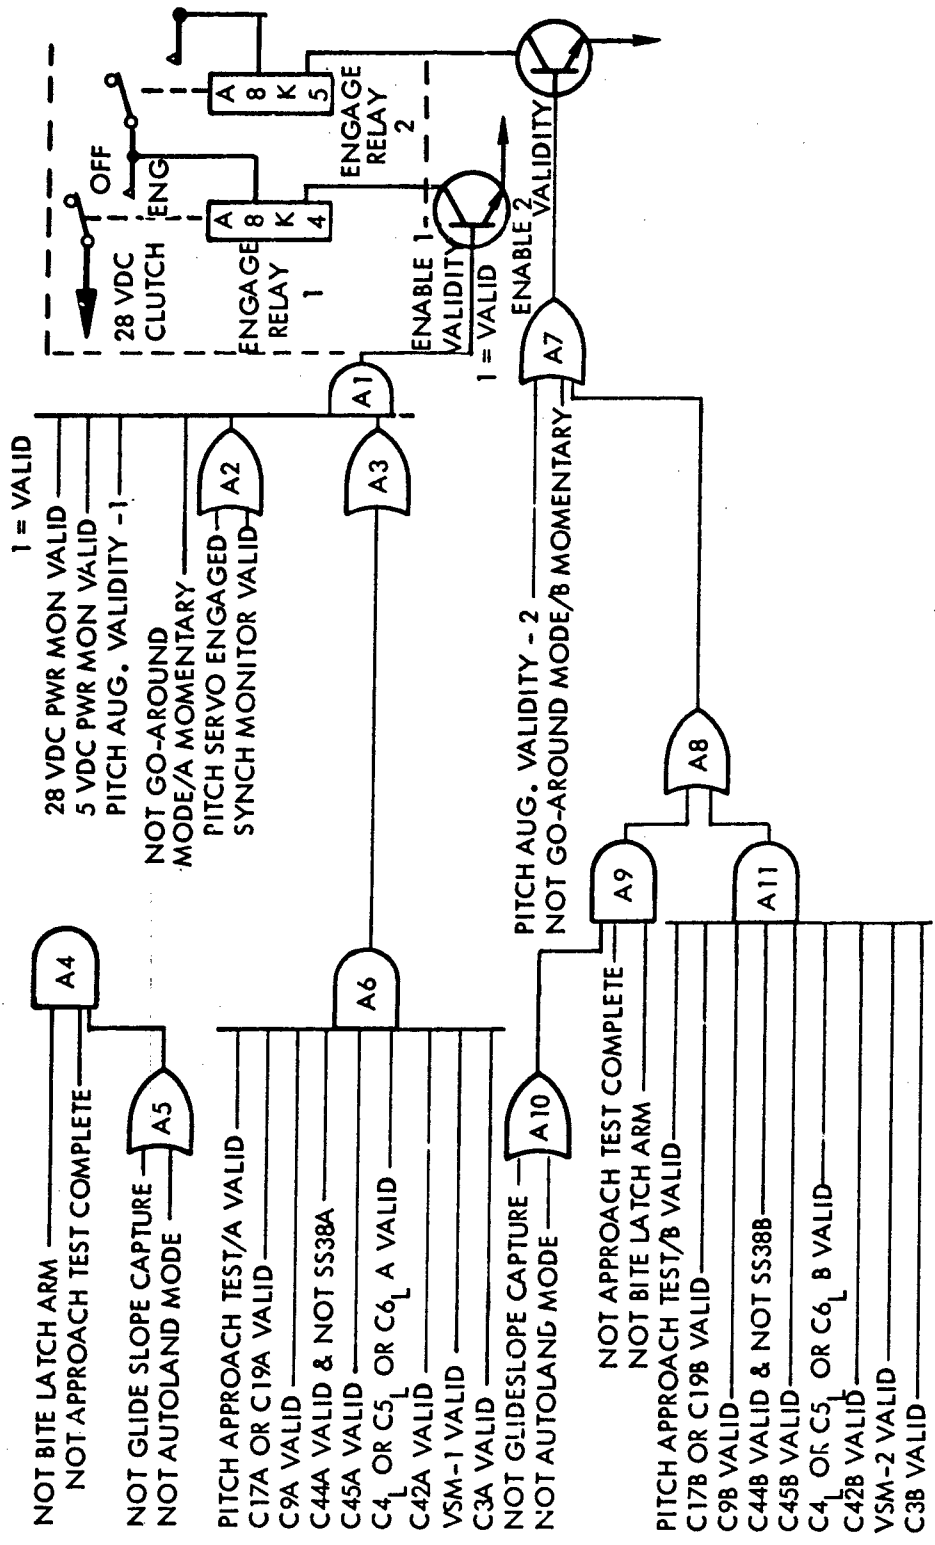 1 = VALID
28 VDC PWR MON VALID
5 VDC PWR MON VALID
PITCH AUG. VALIDITY -1
NOT GO-AROUND
MODE/A MOMENTARY
PITCH SERVO ENGAGED
SYNCH MONITOR VALID
A2
A1
A3
28 VDC
CLUTCH
OFF
ENG
ENGAGE
RELAY
1
A
8
K
4
ENGAGE
RELAY
2
A
8
K
5
ENABLE 1
VALIDITY
1 = VALID
ENABLE 2
VALIDITY
NOT BITE LATCH ARM
NOT APPROACH TEST COMPLETE
A4
NOT GLIDE SLOPE CAPTURE
NOT AUTOLAND MODE
A5
PITCH APPROACH TEST/A VALID
C17A OR C19A VALID
C9A VALID
C44A VALID & NOT SS38A
C45A VALID
C4L OR C5L OR C6L A VALID
C42A VALID
VSM-1 VALID
C3A VALID
A6
PITCH AUG. VALIDITY - 2
NOT GO-AROUND MODE/B MOMENTARY
A7
A8
NOT GLIDESLOPE CAPTURE
NOT AUTOLAND MODE
A10
NOT APPROACH TEST COMPLETE
NOT BITE LATCH ARM
A9
PITCH APPROACH TEST/B VALID
C17B OR C19B VALID
C9B VALID
C44B VALID & NOT SS38B
C45B VALID
C4L OR C5L OR C6L B VALID
C42B VALID
VSM-2 VALID
C3B VALID
A11